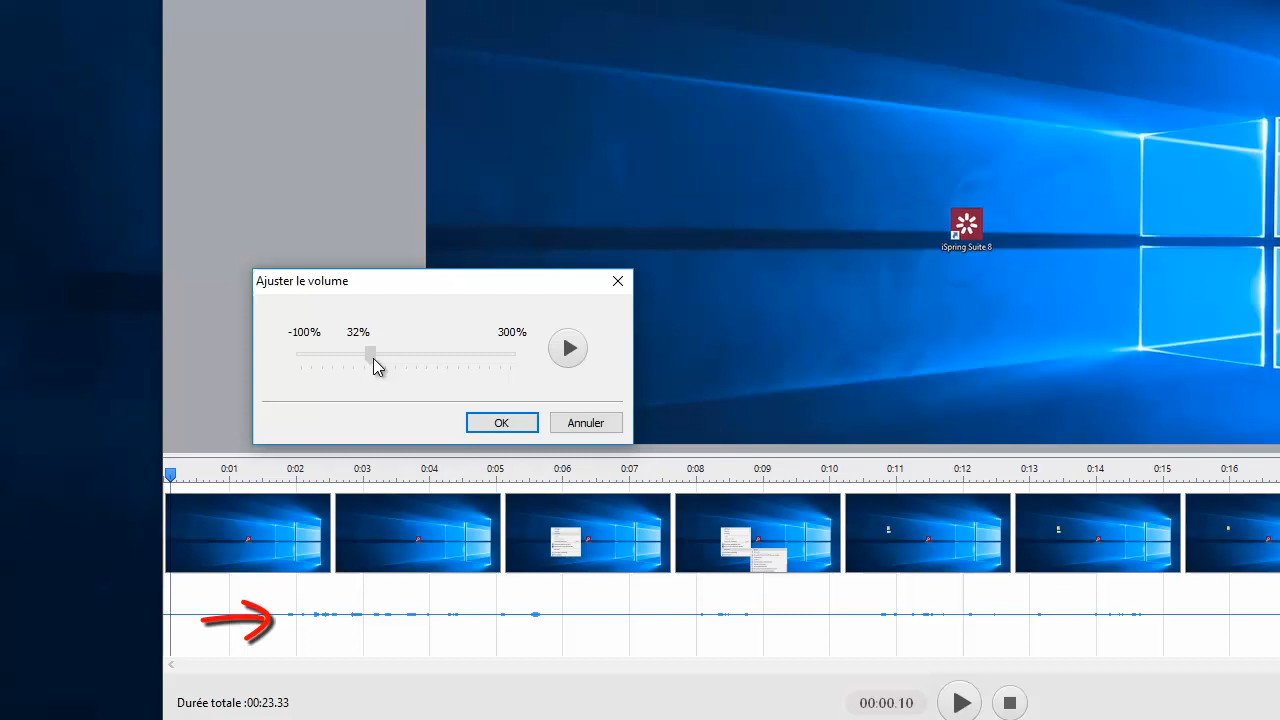 iSpring Suite 8
Ajuster le volume
-100% 32% 300%
OK Annuler
0:01 0:02 0:03 0:04 0:05 0:06 0:07 0:08 0:09 0:10 0:11 0:12 0:13 0:14 0:15 0:16
Durée totale :00:23.33 00:00.10